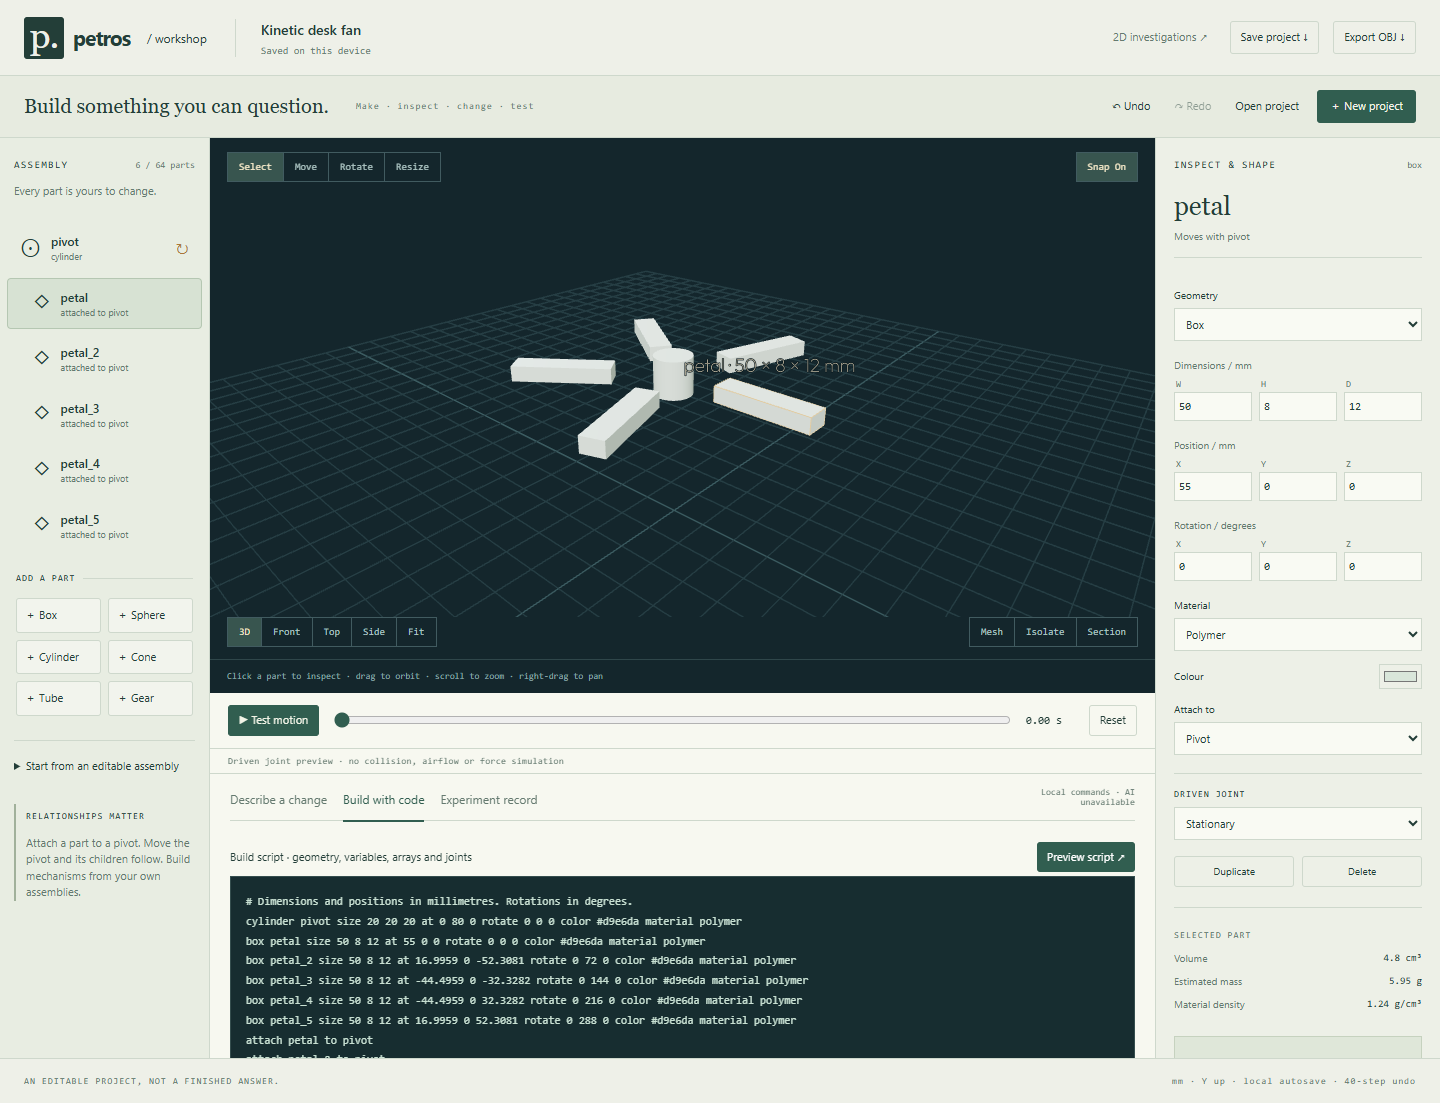 p. petros / workshop
Kinetic desk fan
Saved on this device
2D investigations ↗
Save project ↓
Export OBJ ↓
Build something you can question.
Make · inspect · change · test
↶ Undo
↷ Redo
Open project
+ New project
ASSEMBLY
6 / 64 parts
Every part is yours to change.
pivot
cylinder
petal
attached to pivot
petal_2
attached to pivot
petal_3
attached to pivot
petal_4
attached to pivot
petal_5
attached to pivot
ADD A PART
+ Box
+ Sphere
+ Cylinder
+ Cone
+ Tube
+ Gear
▶ Start from an editable assembly
RELATIONSHIPS MATTER
Attach a part to a pivot. Move the
pivot and its children follow. Build
mechanisms from your own
assemblies.
Select
Move
Rotate
Resize
Snap On
petal · 50 × 8 × 12 mm
3D
Front
Top
Side
Fit
Mesh
Isolate
Section
Click a part to inspect · drag to orbit · scroll to zoom · right-drag to pan
▶ Test motion
0.00 s
Reset
Driven joint preview · no collision, airflow or force simulation
Describe a change
Build with code
Experiment record
Local commands · AI
unavailable
Build script · geometry, variables, arrays and joints
Preview script ↗
# Dimensions and positions in millimetres. Rotations in degrees.
cylinder pivot size 20 20 20 at 0 80 0 rotate 0 0 0 color #d9e6da material polymer
box petal size 50 8 12 at 55 0 0 rotate 0 0 0 color #d9e6da material polymer
box petal_2 size 50 8 12 at 16.9959 0 -52.3081 rotate 0 72 0 color #d9e6da material polymer
box petal_3 size 50 8 12 at -44.4959 0 -32.3282 rotate 0 144 0 color #d9e6da material polymer
box petal_4 size 50 8 12 at -44.4959 0 32.3282 rotate 0 216 0 color #d9e6da material polymer
box petal_5 size 50 8 12 at 16.9959 0 52.3081 rotate 0 288 0 color #d9e6da material polymer
attach petal to pivot
attach petal_2 to pivot
INSPECT & SHAPE
box
petal
Moves with pivot
Geometry
Box
Dimensions / mm
W
H
D
50
8
12
Position / mm
X
Y
Z
55
0
0
Rotation / degrees
X
Y
Z
0
0
0
Material
Polymer
Colour
Attach to
Pivot
DRIVEN JOINT
Stationary
Duplicate
Delete
SELECTED PART
Volume
4.8 cm³
Estimated mass
5.95 g
Material density
1.24 g/cm³
AN EDITABLE PROJECT, NOT A FINISHED ANSWER.
mm · Y up · local autosave · 40-step undo